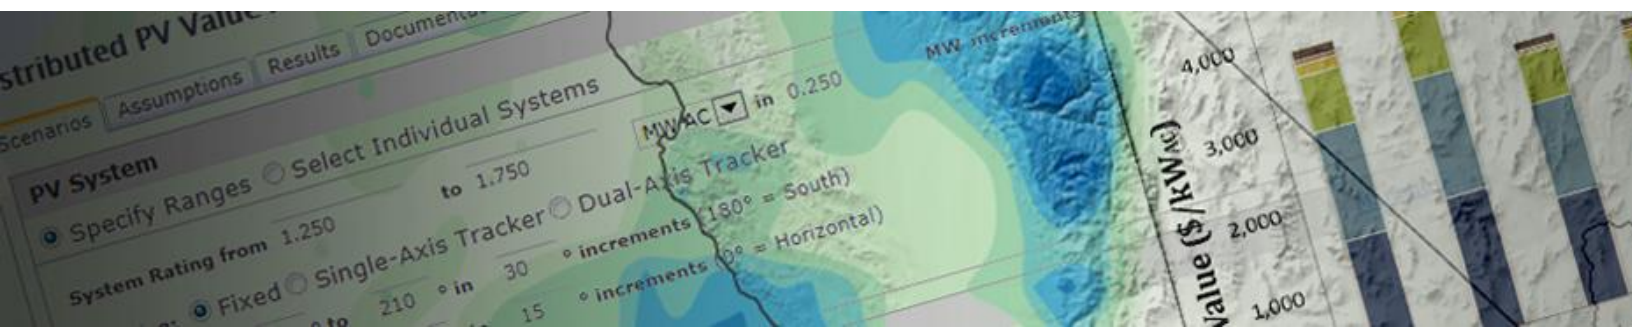 stributed PV Value
Scenarios Assumptions Results Documenta
PV System
Specify Ranges Select Individual Systems
System Rating from 1.250 to 1.750 MW AC in 0.250 MW increments
Fixed Single-Axis Tracker Dual-Axis Tracker
to 210 ° in 30 ° increments (180° = South)
15 ° increments (0° = Horizontal)
Value ($/kWAC)
4,000
3,000
2,000
1,000